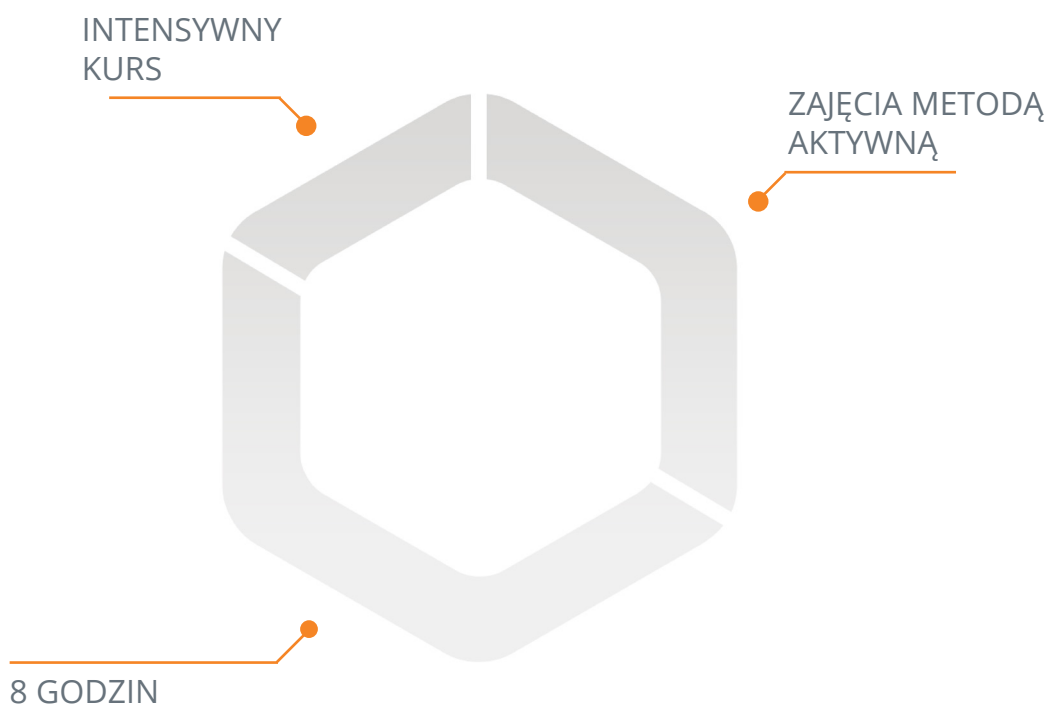 INTENSYWNY
KURS
ZAJĘCIA METODĄ
AKTYWNĄ
8 GODZIN